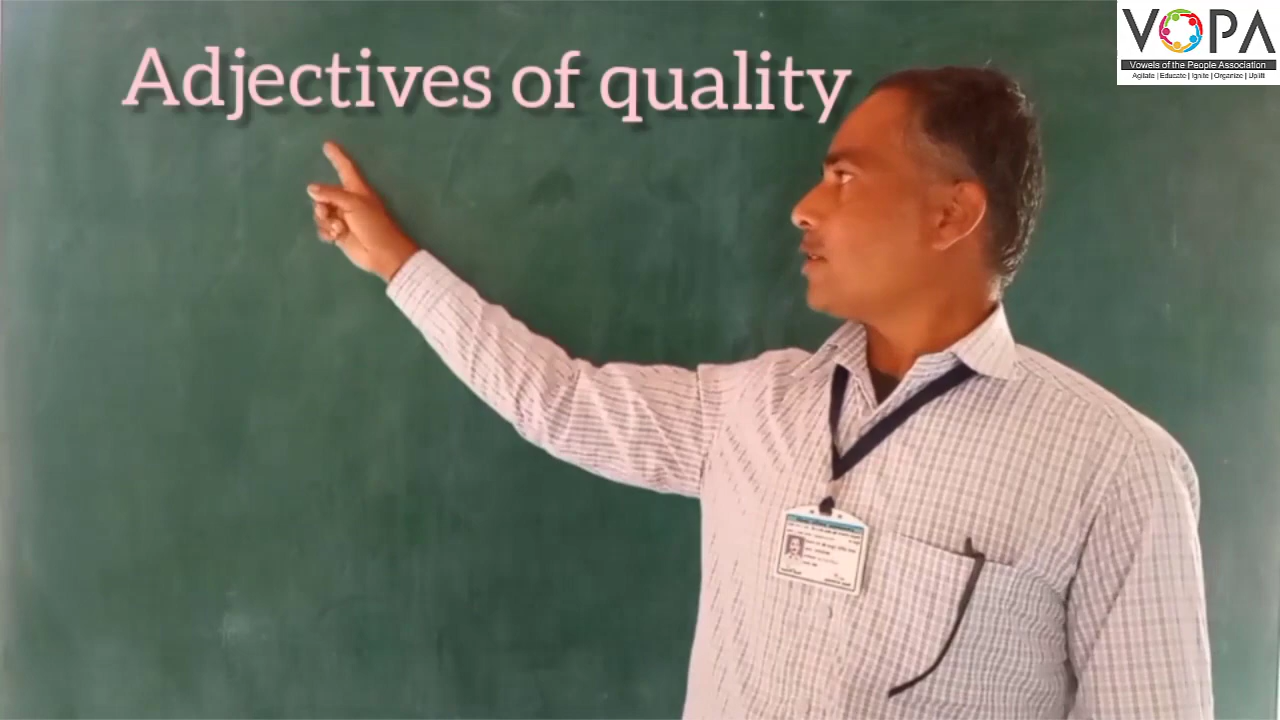 Adjectives of quality
VOPA
Vowels of the People Association
Agitate | Educate | Ignite | Organize | Uplift